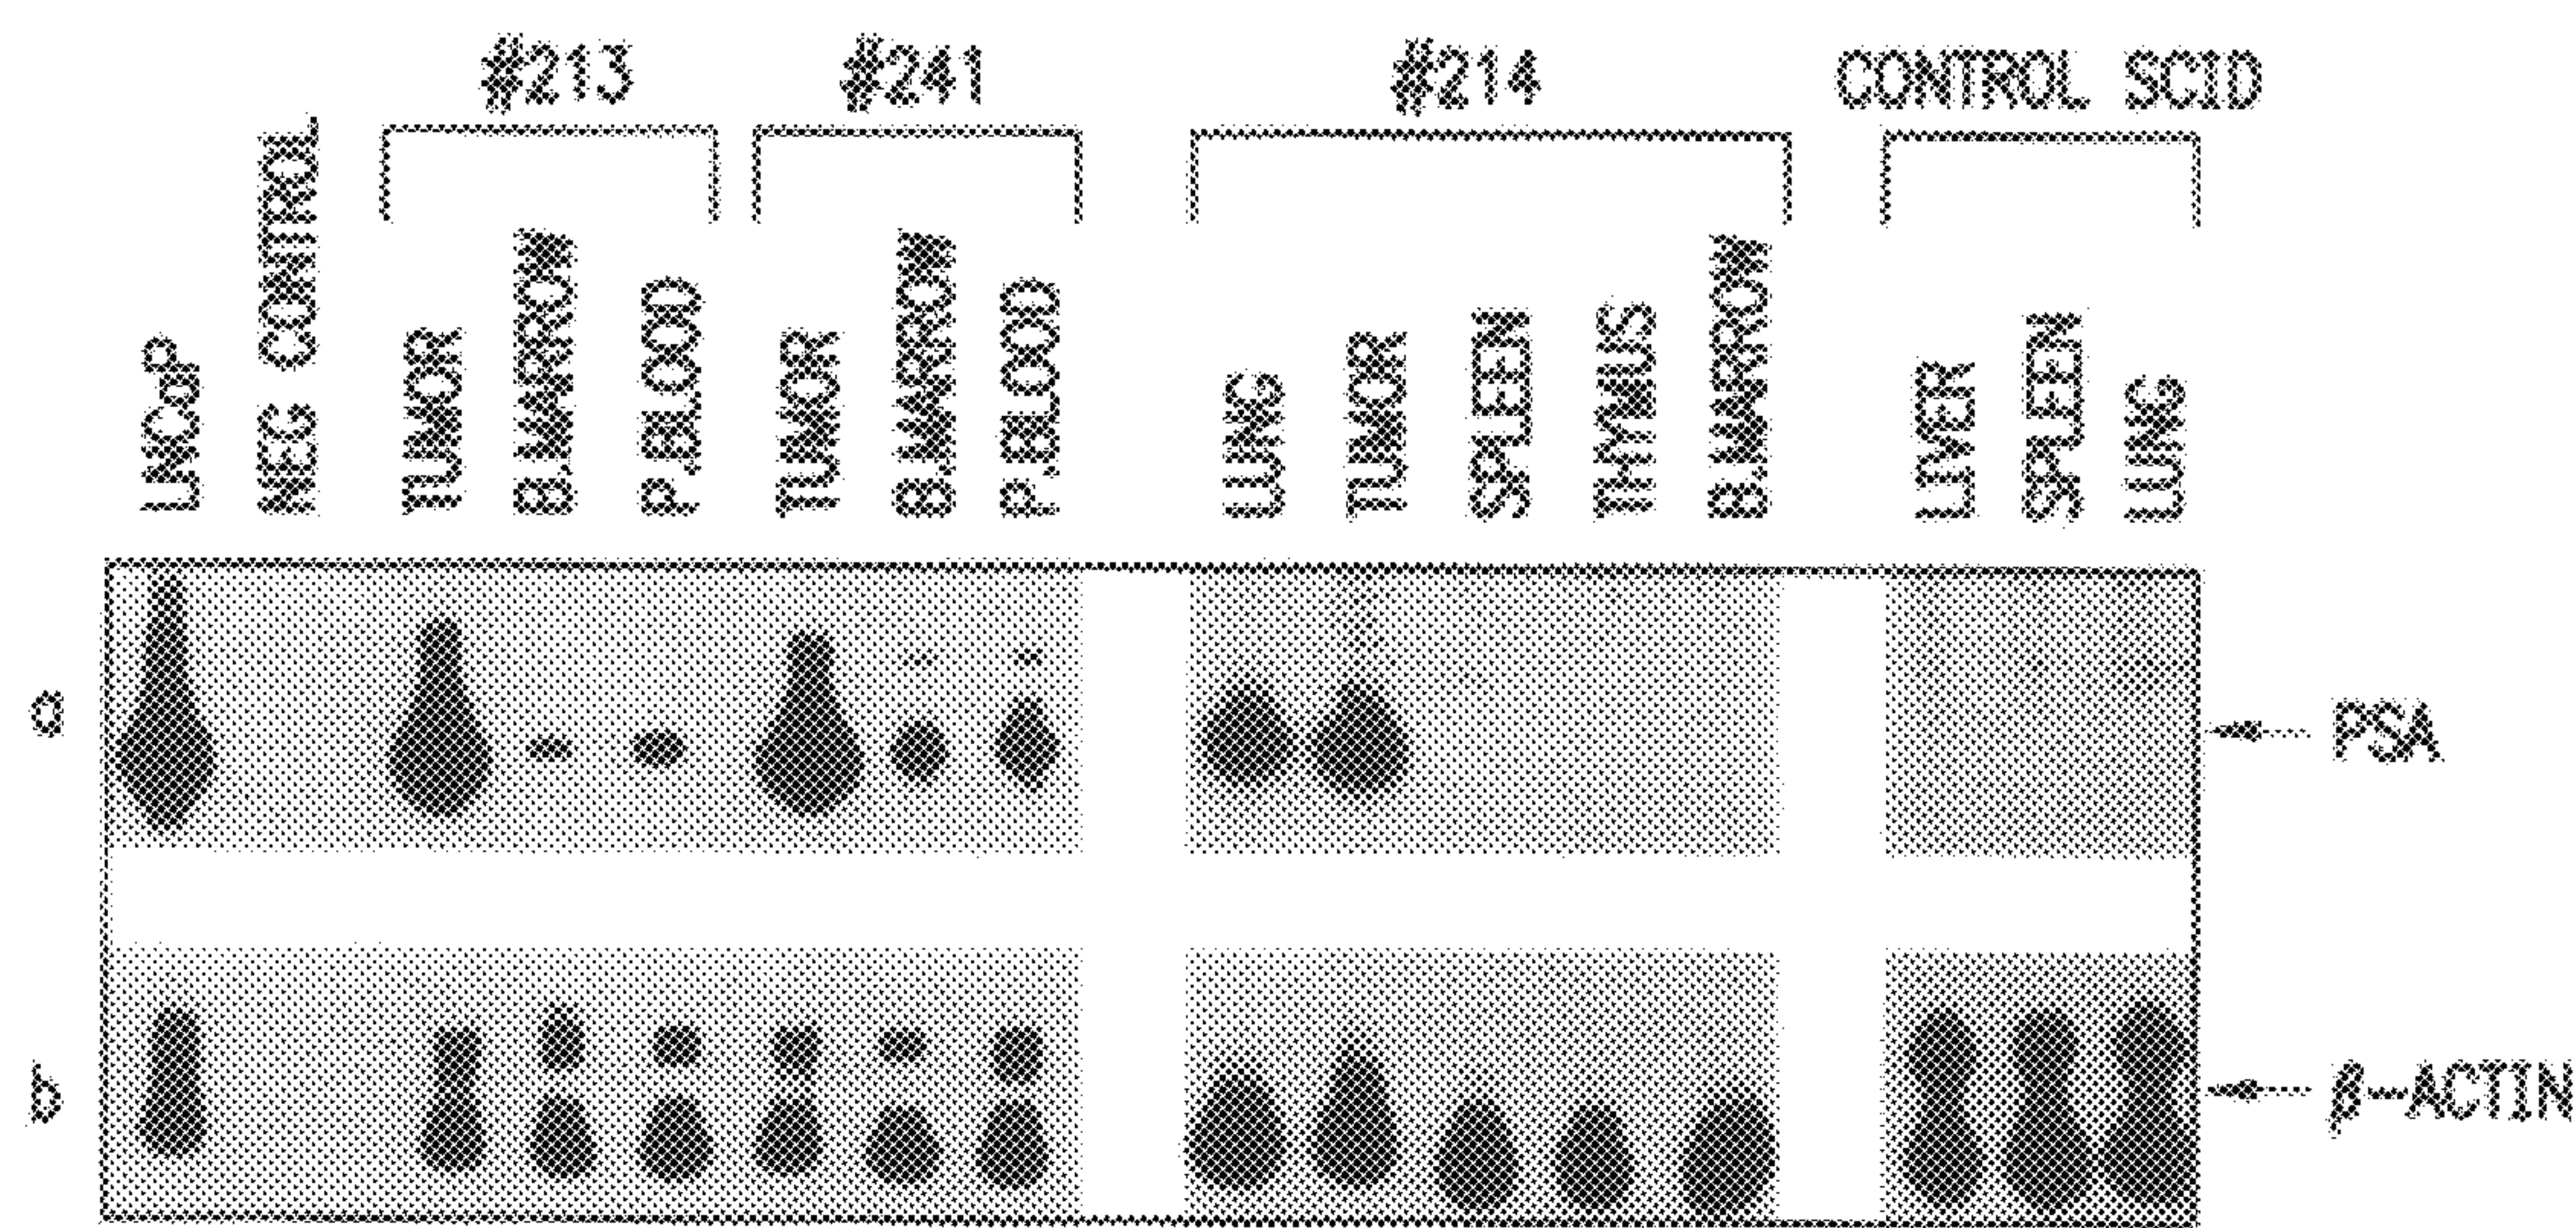 #213 #241 #214 CONTROL SCID
LNCaP
NEG CONTROL
TUMOR
B.MARROW
P.BLOOD
TUMOR
B.MARROW
P.BLOOD
LUNG
TUMOR
SPLEEN
THYMUS
B.MARROW
LIVER
SPLEEN
LUNG
a
PSA
b
β-ACTIN